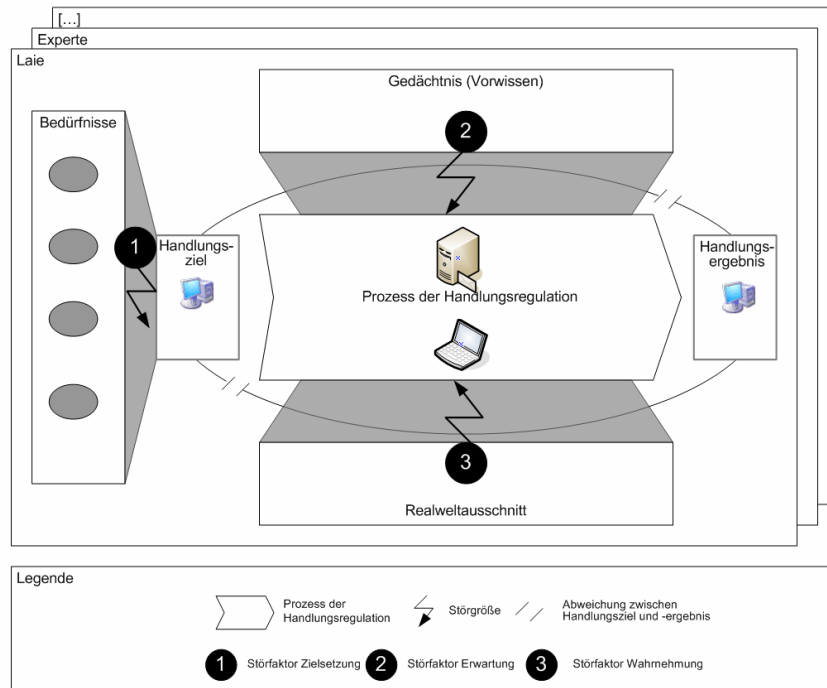 [...]
Experte
Laie
Gedächtnis (Vorwissen)
2
Bedürfnisse
1
Handlungs-
ziel
Handlungs-
ergebnis
Prozess der Handlungsregulation
3
Realweltausschnitt
Legende
Prozess der
Handlungsregulation
Störgröße
Abweichung zwischen
Handlungsziel und -ergebnis
1 Störfaktor Zielsetzung
2 Störfaktor Erwartung
3 Störfaktor Wahrnehmung